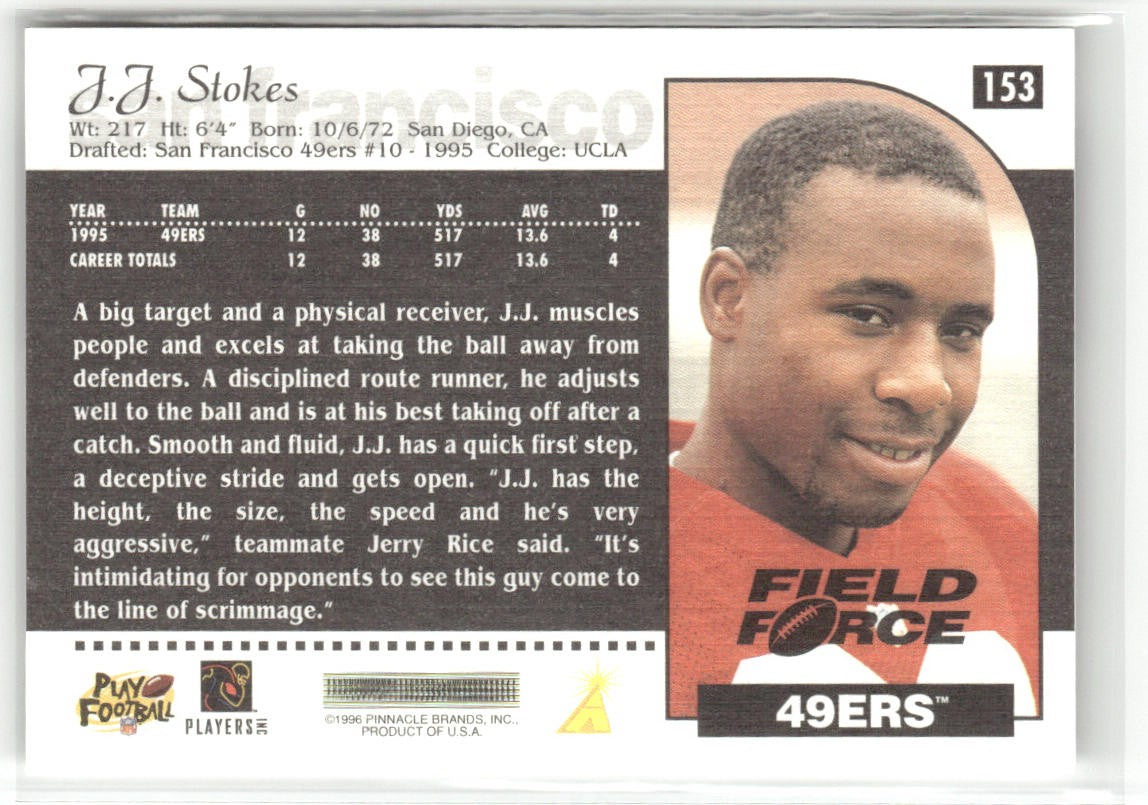 san francisco
J.J. Stokes
153
Wt: 217 Ht: 6'4" Born: 10/6/72 San Diego, CA
Drafted: San Francisco 49ers #10 - 1995 College: UCLA
YEAR TEAM G NO YDS AVG TD
1995 49ERS 12 38 517 13.6 4
CAREER TOTALS 12 38 517 13.6 4
A big target and a physical receiver, J.J. muscles
people and excels at taking the ball away from
defenders. A disciplined route runner, he adjusts
well to the ball and is at his best taking off after a
catch. Smooth and fluid, J.J. has a quick first step,
a deceptive stride and gets open. "J.J. has the
height, the size, the speed and he's very
aggressive," teammate Jerry Rice said. "It's
intimidating for opponents to see this guy come to
the line of scrimmage."
FIELD
FORCE
49ERS™
PLAY
FOOTBALL
NFL
PLAYERS INC
©1996 PINNACLE BRANDS, INC.,
PRODUCT OF U.S.A.